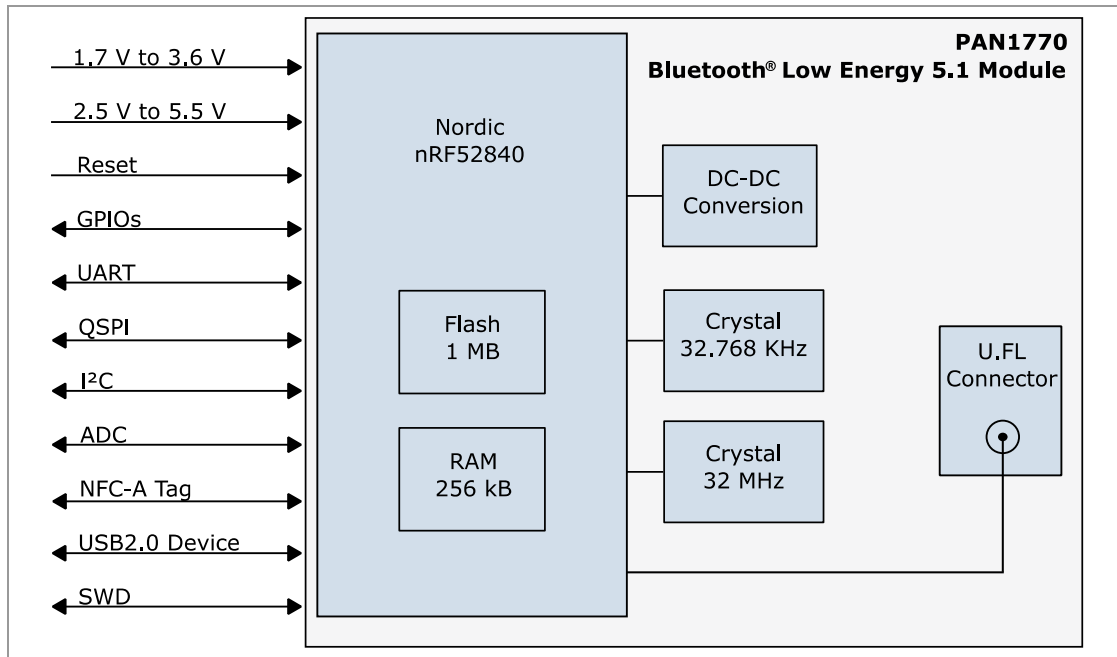 1.7 V to 3.6 V
2.5 V to 5.5 V
Reset
GPIOs
UART
QSPI
I²C
ADC
NFC-A Tag
USB2.0 Device
SWD
PAN1770
Bluetooth® Low Energy 5.1 Module
Nordic
nRF52840
Flash
1 MB
RAM
256 kB
DC-DC
Conversion
Crystal
32.768 KHz
Crystal
32 MHz
U.FL
Connector